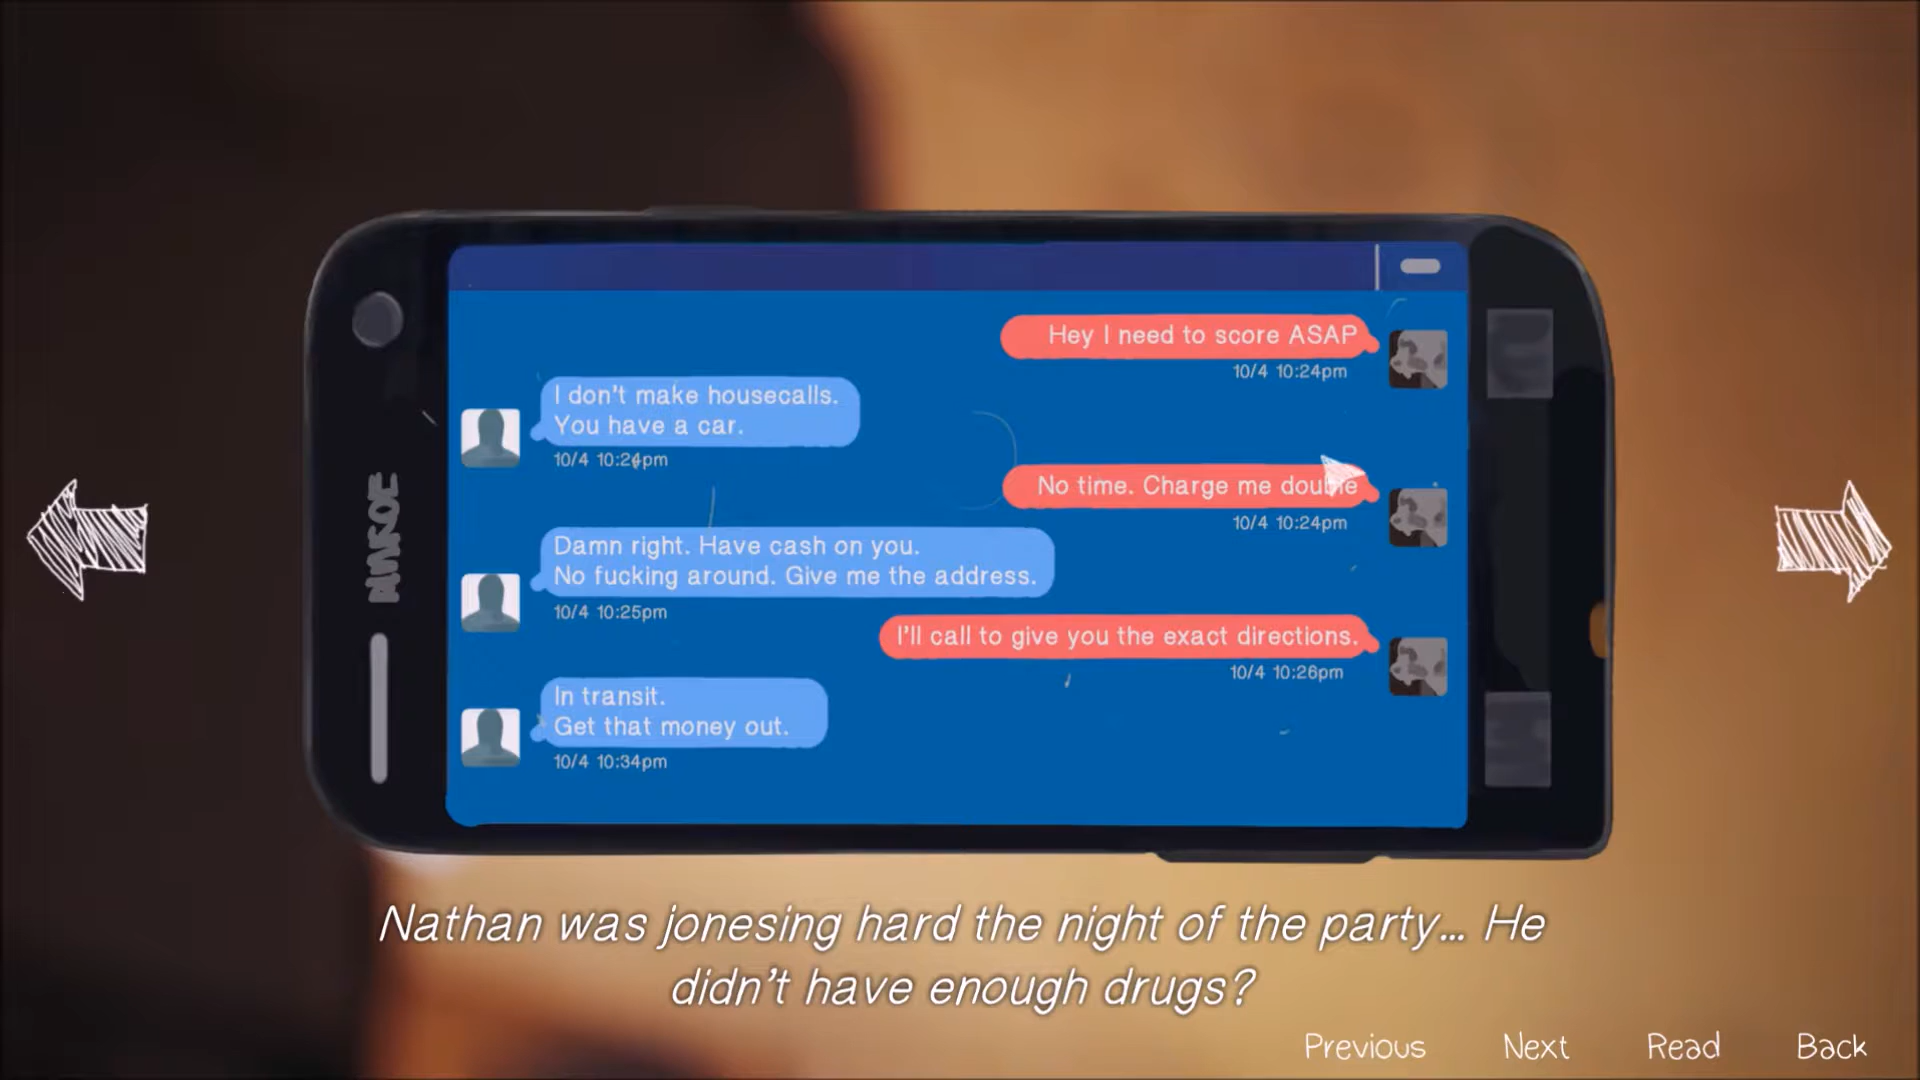 Hey I need to score ASAP
10/4 10:24pm
I don't make housecalls.
You have a car.
10/4 10:24pm
No time. Charge me double
10/4 10:24pm
Damn right. Have cash on you.
No fucking around. Give me the address.
10/4 10:25pm
I'll call to give you the exact directions.
10/4 10:26pm
In transit.
Get that money out.
10/4 10:34pm
Nathan was jonesing hard the night of the party... He
didn't have enough drugs?
Previous
Next
Read
Back